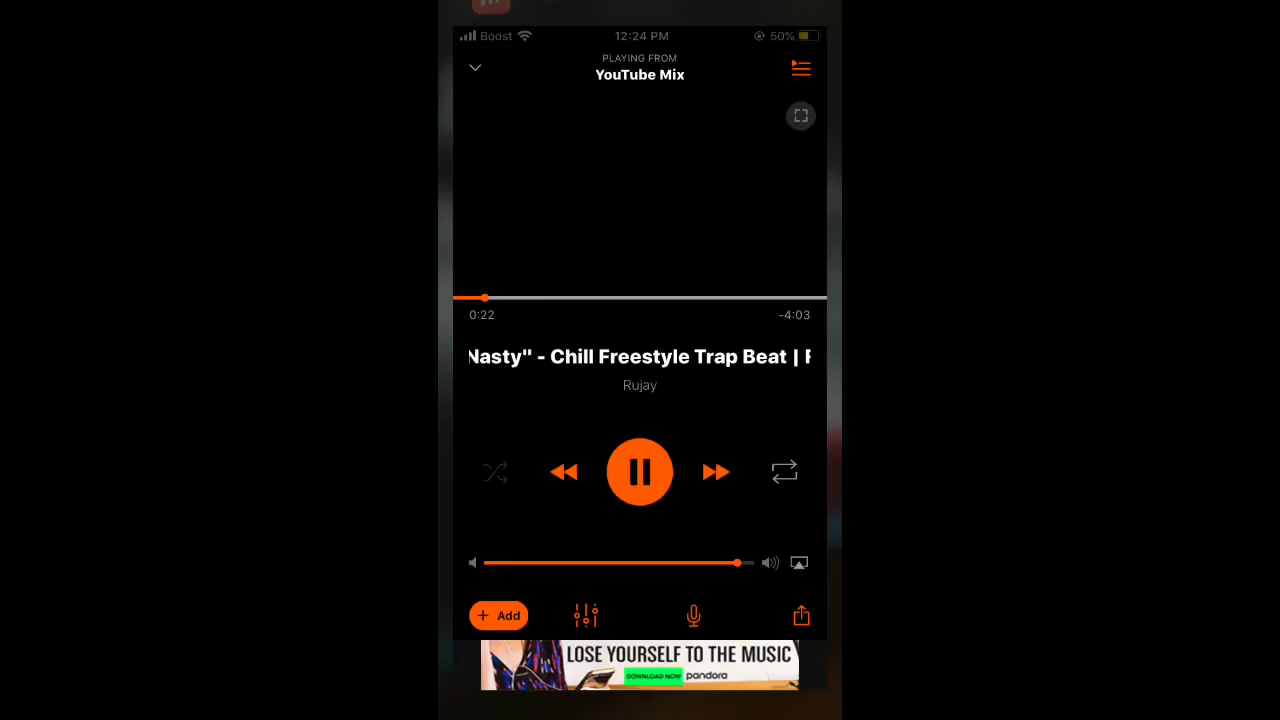 Boost 12:24 PM 50%
PLAYING FROM
YouTube Mix
0:22 -4:03
Nasty" - Chill Freestyle Trap Beat |
Rujay
+ Add
LOSE YOURSELF TO THE MUSIC
DOWNLOAD NOW pandora